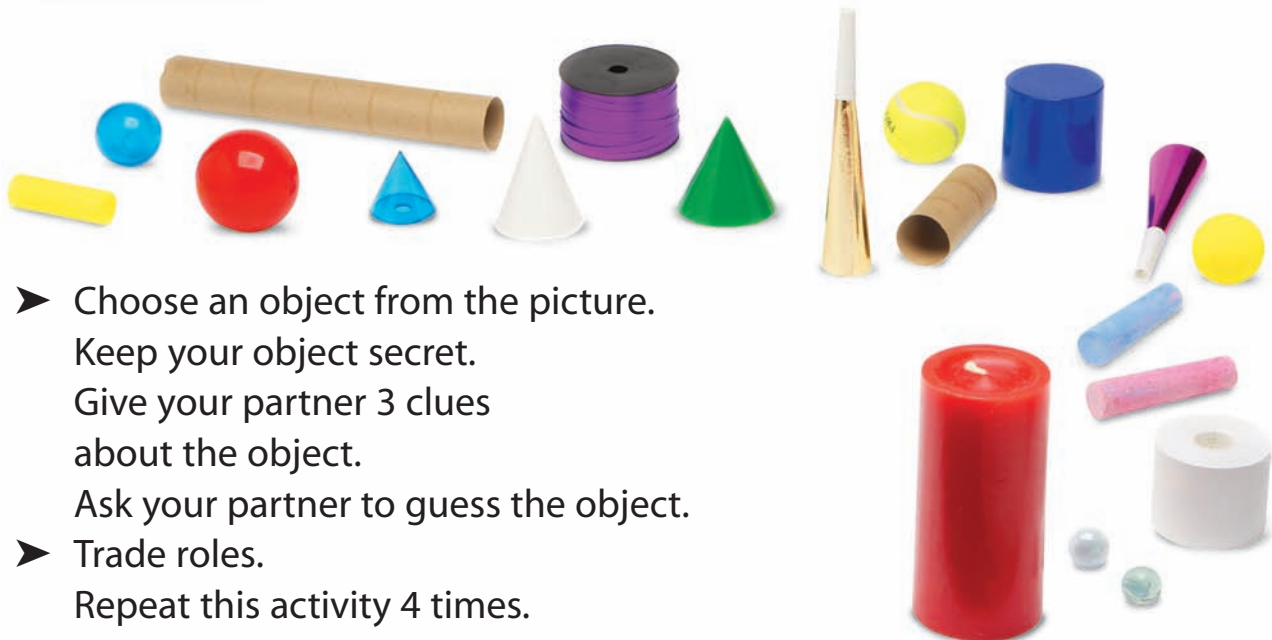 ➤ Choose an object from the picture.
Keep your object secret.
Give your partner 3 clues
about the object.
Ask your partner to guess the object.
➤ Trade roles.
Repeat this activity 4 times.